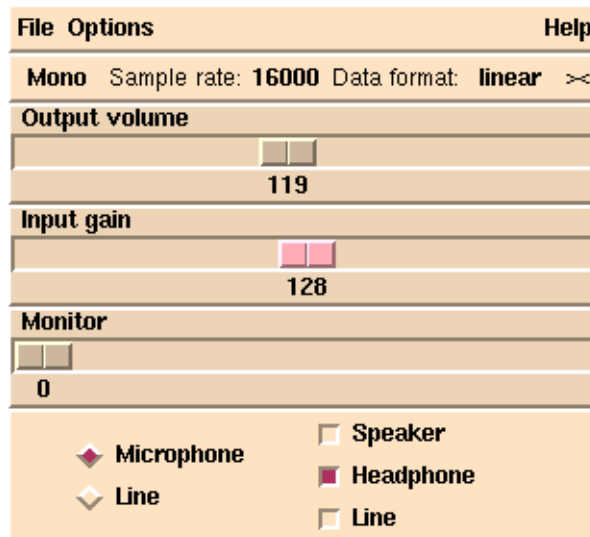 File Options Help
Mono Sample rate: 16000 Data format: linear
Output volume
119
Input gain
128
Monitor
0
Microphone
Line
Speaker
Headphone
Line